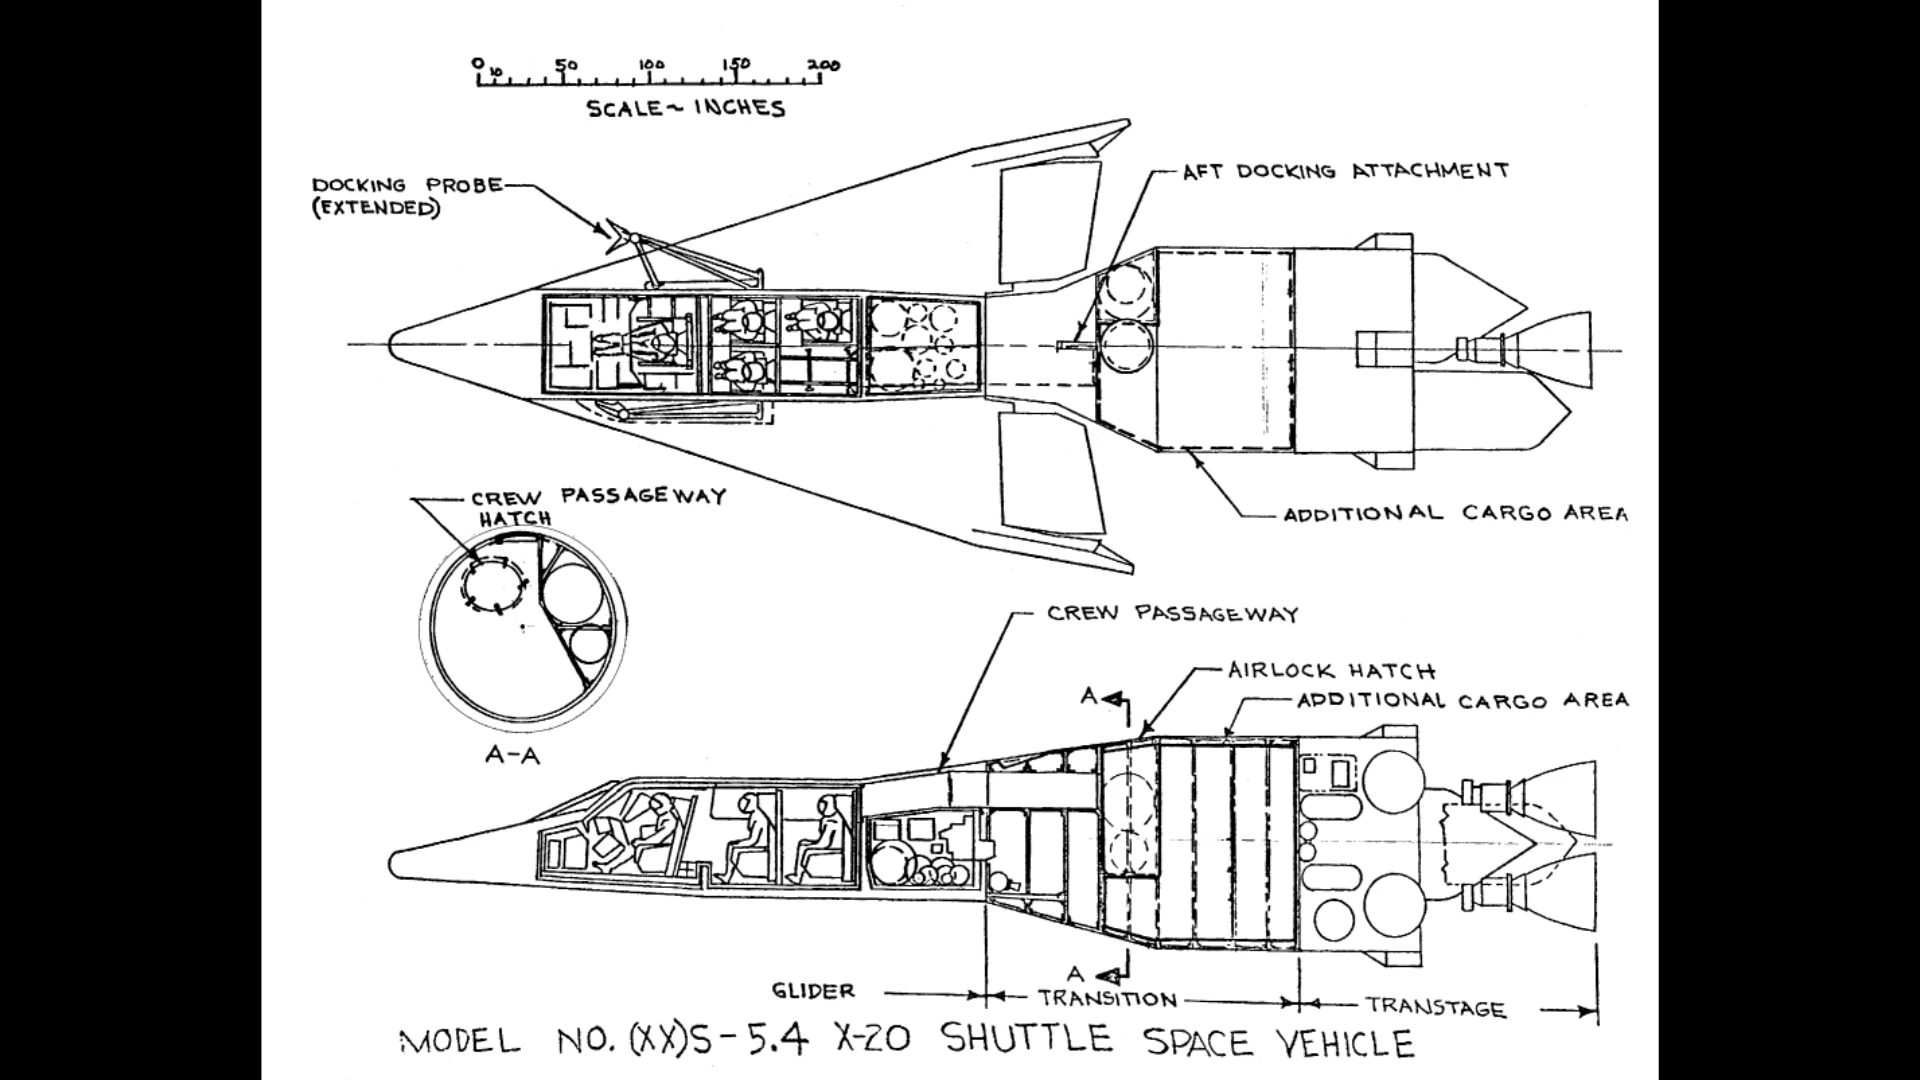 0 10 50 100 150 200
SCALE~ INCHES
DOCKING PROBE
(EXTENDED)
AFT DOCKING ATTACHMENT
CREW PASSAGEWAY
HATCH
ADDITIONAL CARGO AREA
A-A
CREW PASSAGEWAY
AIRLOCK HATCH
A
ADDITIONAL CARGO AREA
A
GLIDER
TRANSITION
TRANSTAGE
MODEL NO. (XX)S-5.4 X-20 SHUTTLE SPACE VEHICLE